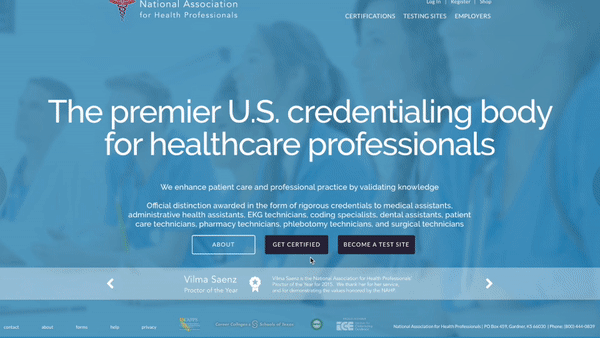 National Association
for Health Professionals
Log In | Register | Shop
CERTIFICATIONS TESTING SITES EMPLOYERS
The premier U.S. credentialing body
for healthcare professionals
We enhance patient care and professional practice by validating knowledge
Official distinction awarded in the form of rigorous credentials to medical assistants,
administrative health assistants, EKG technicians, coding specialists, dental assistants, patient
care technicians, pharmacy technicians, phlebotomy technicians, and surgical technicians
ABOUT GET CERTIFIED BECOME A TEST SITE
Vilma Saenz
Proctor of the Year
Vilma Saenz is the National Association for Health Professionals'
Proctor of the Year for 2015. We thank her for her service,
and for demonstrating the values honored by the NAHP.
contact about forms help privacy
Career Colleges & Schools of Texas
National Association for Health Professionals | PO Box 459, Gardner, KS 66030 | Phone: (800)-444-0839